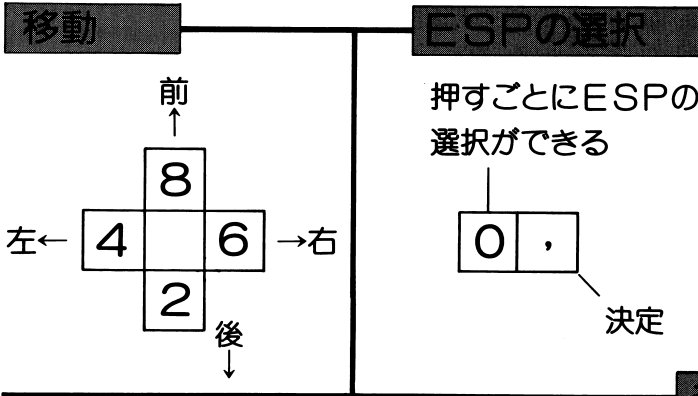 移動
前
↑
8
左← 4 6 →右
2
後
↓
ESPの選択
押すごとにESPの
選択ができる
0 ，
決定